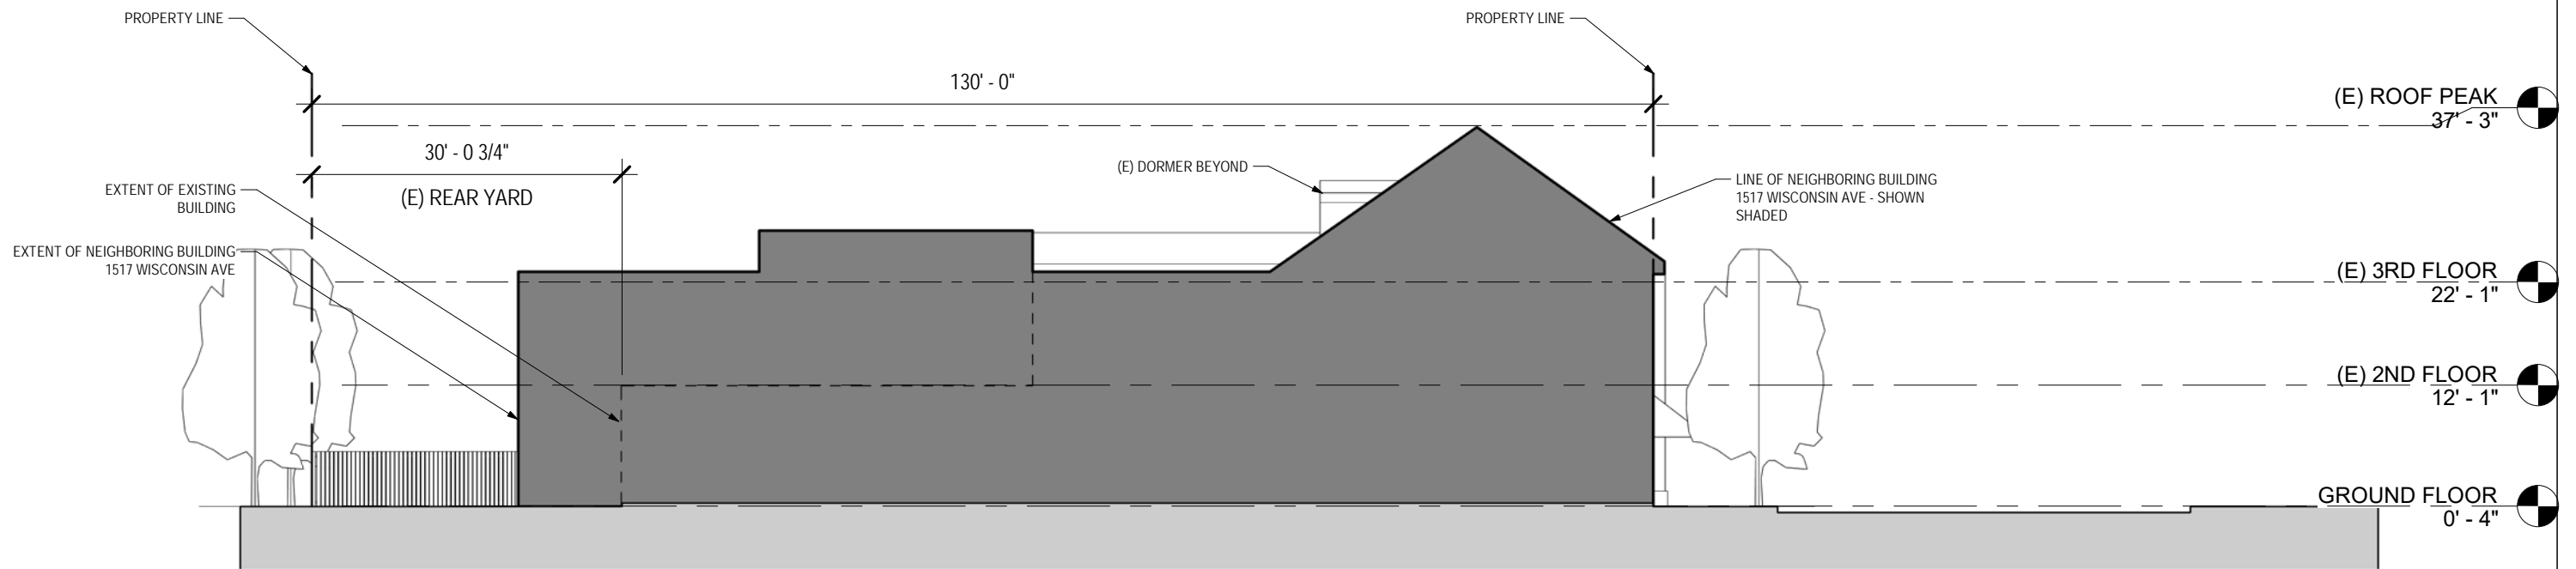 PROPERTY LINE
PROPERTY LINE
130' - 0"
(E) ROOF PEAK
37' - 3"
30' - 0 3/4"
(E) REAR YARD
(E) DORMER BEYOND
EXTENT OF EXISTING
BUILDING
LINE OF NEIGHBORING BUILDING
1517 WISCONSIN AVE - SHOWN
SHADED
EXTENT OF NEIGHBORING BUILDING
1517 WISCONSIN AVE
(E) 3RD FLOOR
22' - 1"
(E) 2ND FLOOR
12' - 1"
GROUND FLOOR
0' - 4"